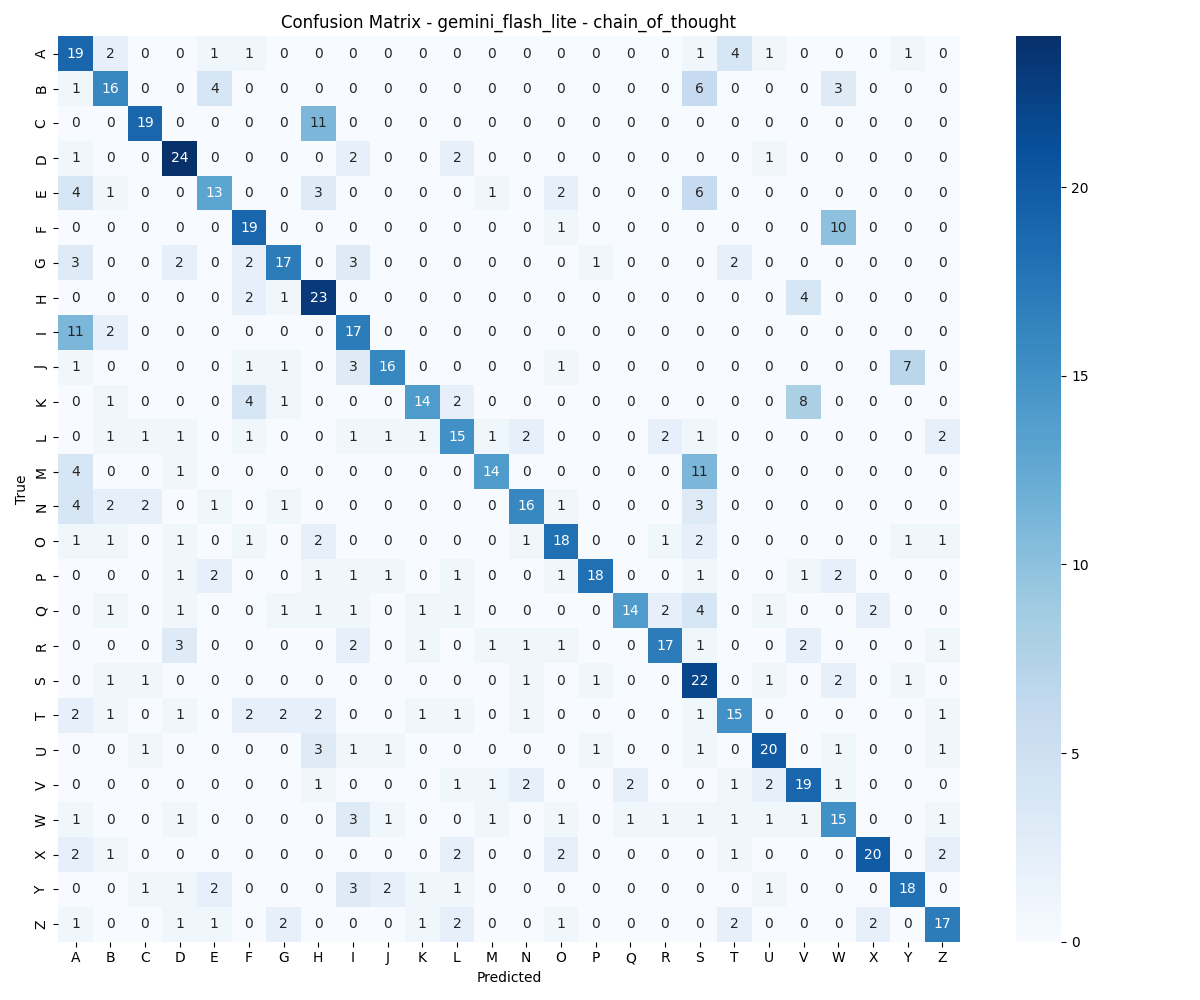 Confusion Matrix - gemini_flash_lite - chain_of_thought
A 19 2 0 0 1 1 0 0 0 0 0 0 0 0 0 0 0 0 1 4 1 0 0 0 1 0
B 1 16 0 0 4 0 0 0 0 0 0 0 0 0 0 0 0 0 6 0 0 0 3 0 0 0
C 0 0 19 0 0 0 0 11 0 0 0 0 0 0 0 0 0 0 0 0 0 0 0 0 0 0
D 1 0 0 24 0 0 0 0 2 0 0 2 0 0 0 0 0 0 0 0 1 0 0 0 0 0
E 4 1 0 0 13 0 0 3 0 0 0 0 1 0 2 0 0 0 6 0 0 0 0 0 0 0
F 0 0 0 0 0 19 0 0 0 0 0 0 0 0 1 0 0 0 0 0 0 0 10 0 0 0
G 3 0 0 2 0 2 17 0 3 0 0 0 0 0 0 1 0 0 0 2 0 0 0 0 0 0
H 0 0 0 0 0 2 1 23 0 0 0 0 0 0 0 0 0 0 0 0 0 4 0 0 0 0
I 11 2 0 0 0 0 0 0 17 0 0 0 0 0 0 0 0 0 0 0 0 0 0 0 0 0
J 1 0 0 0 0 1 1 0 3 16 0 0 0 0 1 0 0 0 0 0 0 0 0 0 7 0
K 0 1 0 0 0 4 1 0 0 0 14 2 0 0 0 0 0 0 0 0 0 8 0 0 0 0
L 0 1 1 1 0 1 0 0 1 1 1 15 1 2 0 0 0 2 1 0 0 0 0 0 0 2
M 4 0 0 1 0 0 0 0 0 0 0 0 14 0 0 0 0 0 11 0 0 0 0 0 0 0
N 4 2 2 0 1 0 1 0 0 0 0 0 0 16 1 0 0 0 3 0 0 0 0 0 0 0
O 1 1 0 1 0 1 0 2 0 0 0 0 0 1 18 0 0 1 2 0 0 0 0 0 1 1
P 0 0 0 1 2 0 0 1 1 1 0 1 0 0 1 18 0 0 1 0 0 1 2 0 0 0
Q 0 1 0 1 0 0 1 1 1 0 1 1 0 0 0 0 14 2 4 0 1 0 0 2 0 0
R 0 0 0 3 0 0 0 0 2 0 1 0 1 1 1 0 0 17 1 0 0 2 0 0 0 1
S 0 1 1 0 0 0 0 0 0 0 0 0 0 1 0 1 0 0 22 0 1 0 2 0 1 0
T 2 1 0 1 0 2 2 2 0 0 1 1 0 1 0 0 0 0 1 15 0 0 0 0 0 1
U 0 0 1 0 0 0 0 3 1 1 0 0 0 0 0 1 0 0 1 0 20 0 1 0 0 1
V 0 0 0 0 0 0 0 1 0 0 0 1 1 2 0 0 2 0 0 1 2 19 1 0 0 0
W 1 0 0 1 0 0 0 0 3 1 0 0 1 0 1 0 1 1 1 1 1 1 15 0 0 1
X 2 1 0 0 0 0 0 0 0 0 0 2 0 0 2 0 0 0 0 1 0 0 0 20 0 2
Y 0 0 1 1 2 0 0 0 3 2 1 1 0 0 0 0 0 0 0 0 1 0 0 0 18 0
Z 1 0 0 1 1 0 2 0 0 0 1 2 0 0 1 0 0 0 0 2 0 0 0 2 0 17
A B C D E F G H I J K L M N O P Q R S T U V W X Y Z
Predicted
True
20
15
10
5
0